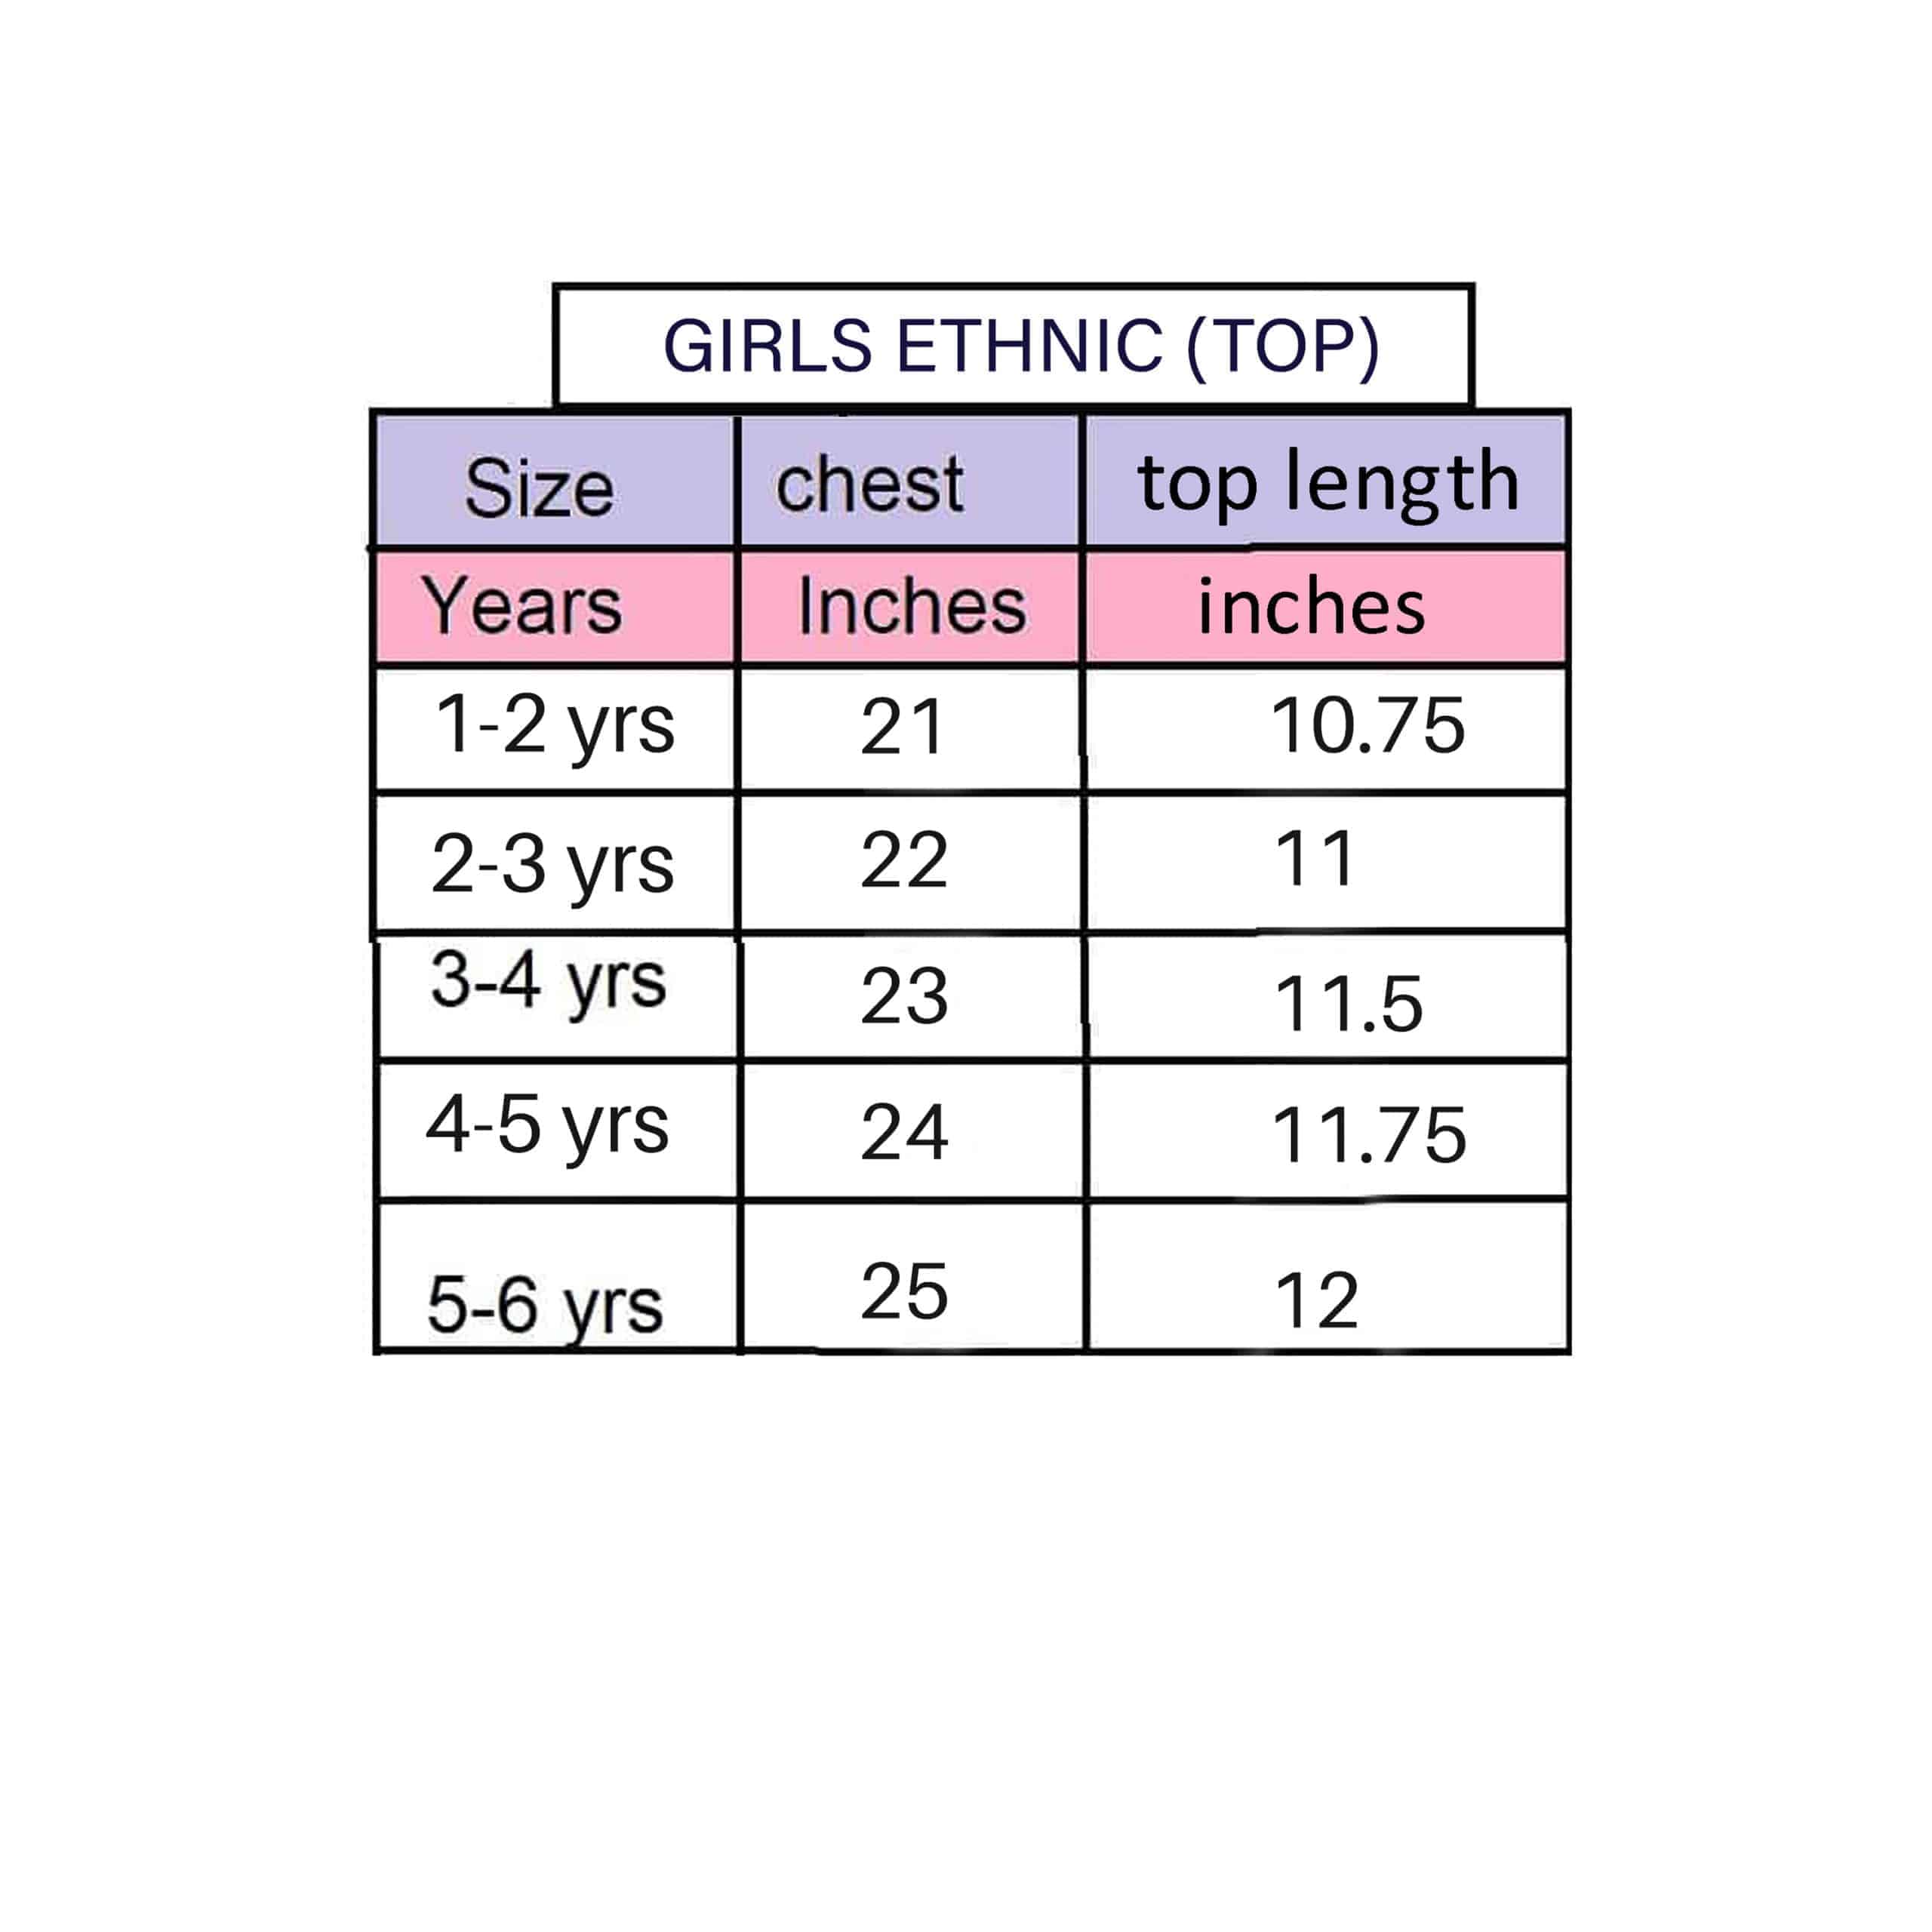 GIRLS ETHNIC (TOP)
Size chest top length
Years Inches inches
1-2 yrs 21 10.75
2-3 yrs 22 11
3-4 yrs 23 11.5
4-5 yrs 24 11.75
5-6 yrs 25 12